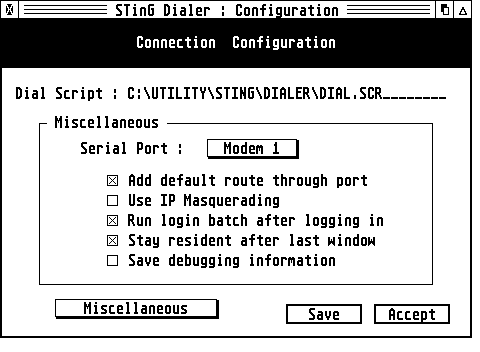 STinG Dialer : Configuration
Connection Configuration
Dial Script : C:\UTILITY\STING\DIALER\DIAL.SCR________
Miscellaneous
Serial Port : Modem 1
Add default route through port
Use IP Masquerading
Run login batch after logging in
Stay resident after last window
Save debugging information
Miscellaneous Save Accept